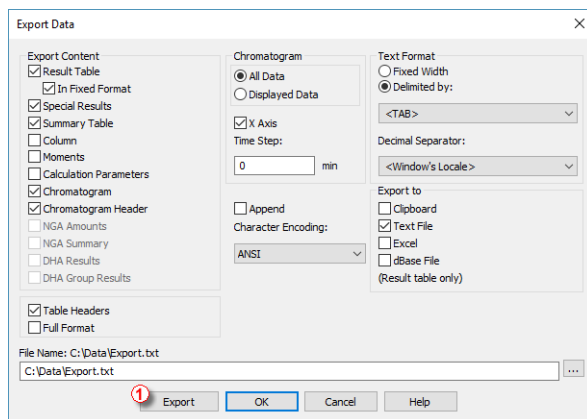 Export Data
Export Content
Result Table
In Fixed Format
Special Results
Summary Table
Column
Moments
Calculation Parameters
Chromatogram
Chromatogram Header
NGA Amounts
NGA Summary
DHA Results
DHA Group Results
Table Headers
Full Format
Chromatogram
All Data
Displayed Data
X Axis
Time Step:
0 min
Append
Character Encoding:
ANSI
Text Format
Fixed Width
Delimited by:
<TAB>
Decimal Separator:
<Window's Locale>
Export to
Clipboard
Text File
Excel
dBase File
(Result table only)
File Name: C:\Data\Export.txt
C:\Data\Export.txt ...
1 Export OK Cancel Help